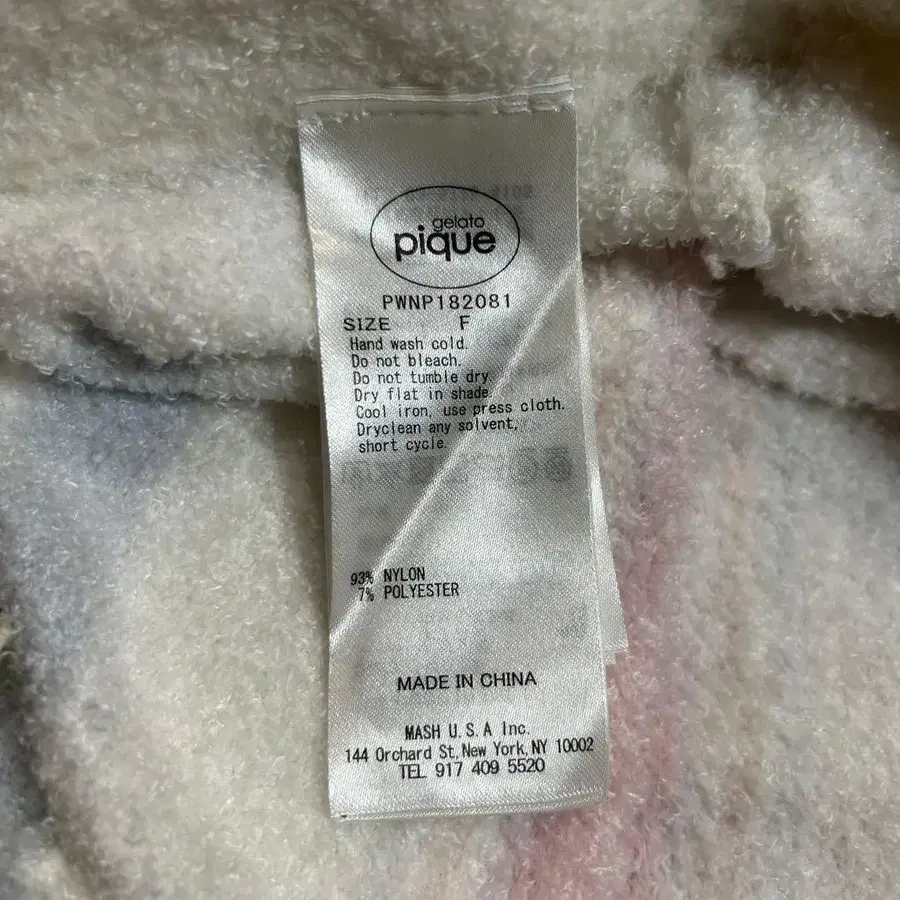 gelato
pique
PWNP182081
SIZE F
Hand wash cold.
Do not bleach.
Do not tumble dry
Dry flat in shade.
Cool iron, use press cloth.
Dryclean any solvent,
short cycle.
93% NYLON
7% POLYESTER
MADE IN CHINA
MASH U.S.A Inc.
144 Orchard St, New York, NY 10002
TEL 917 409 5520